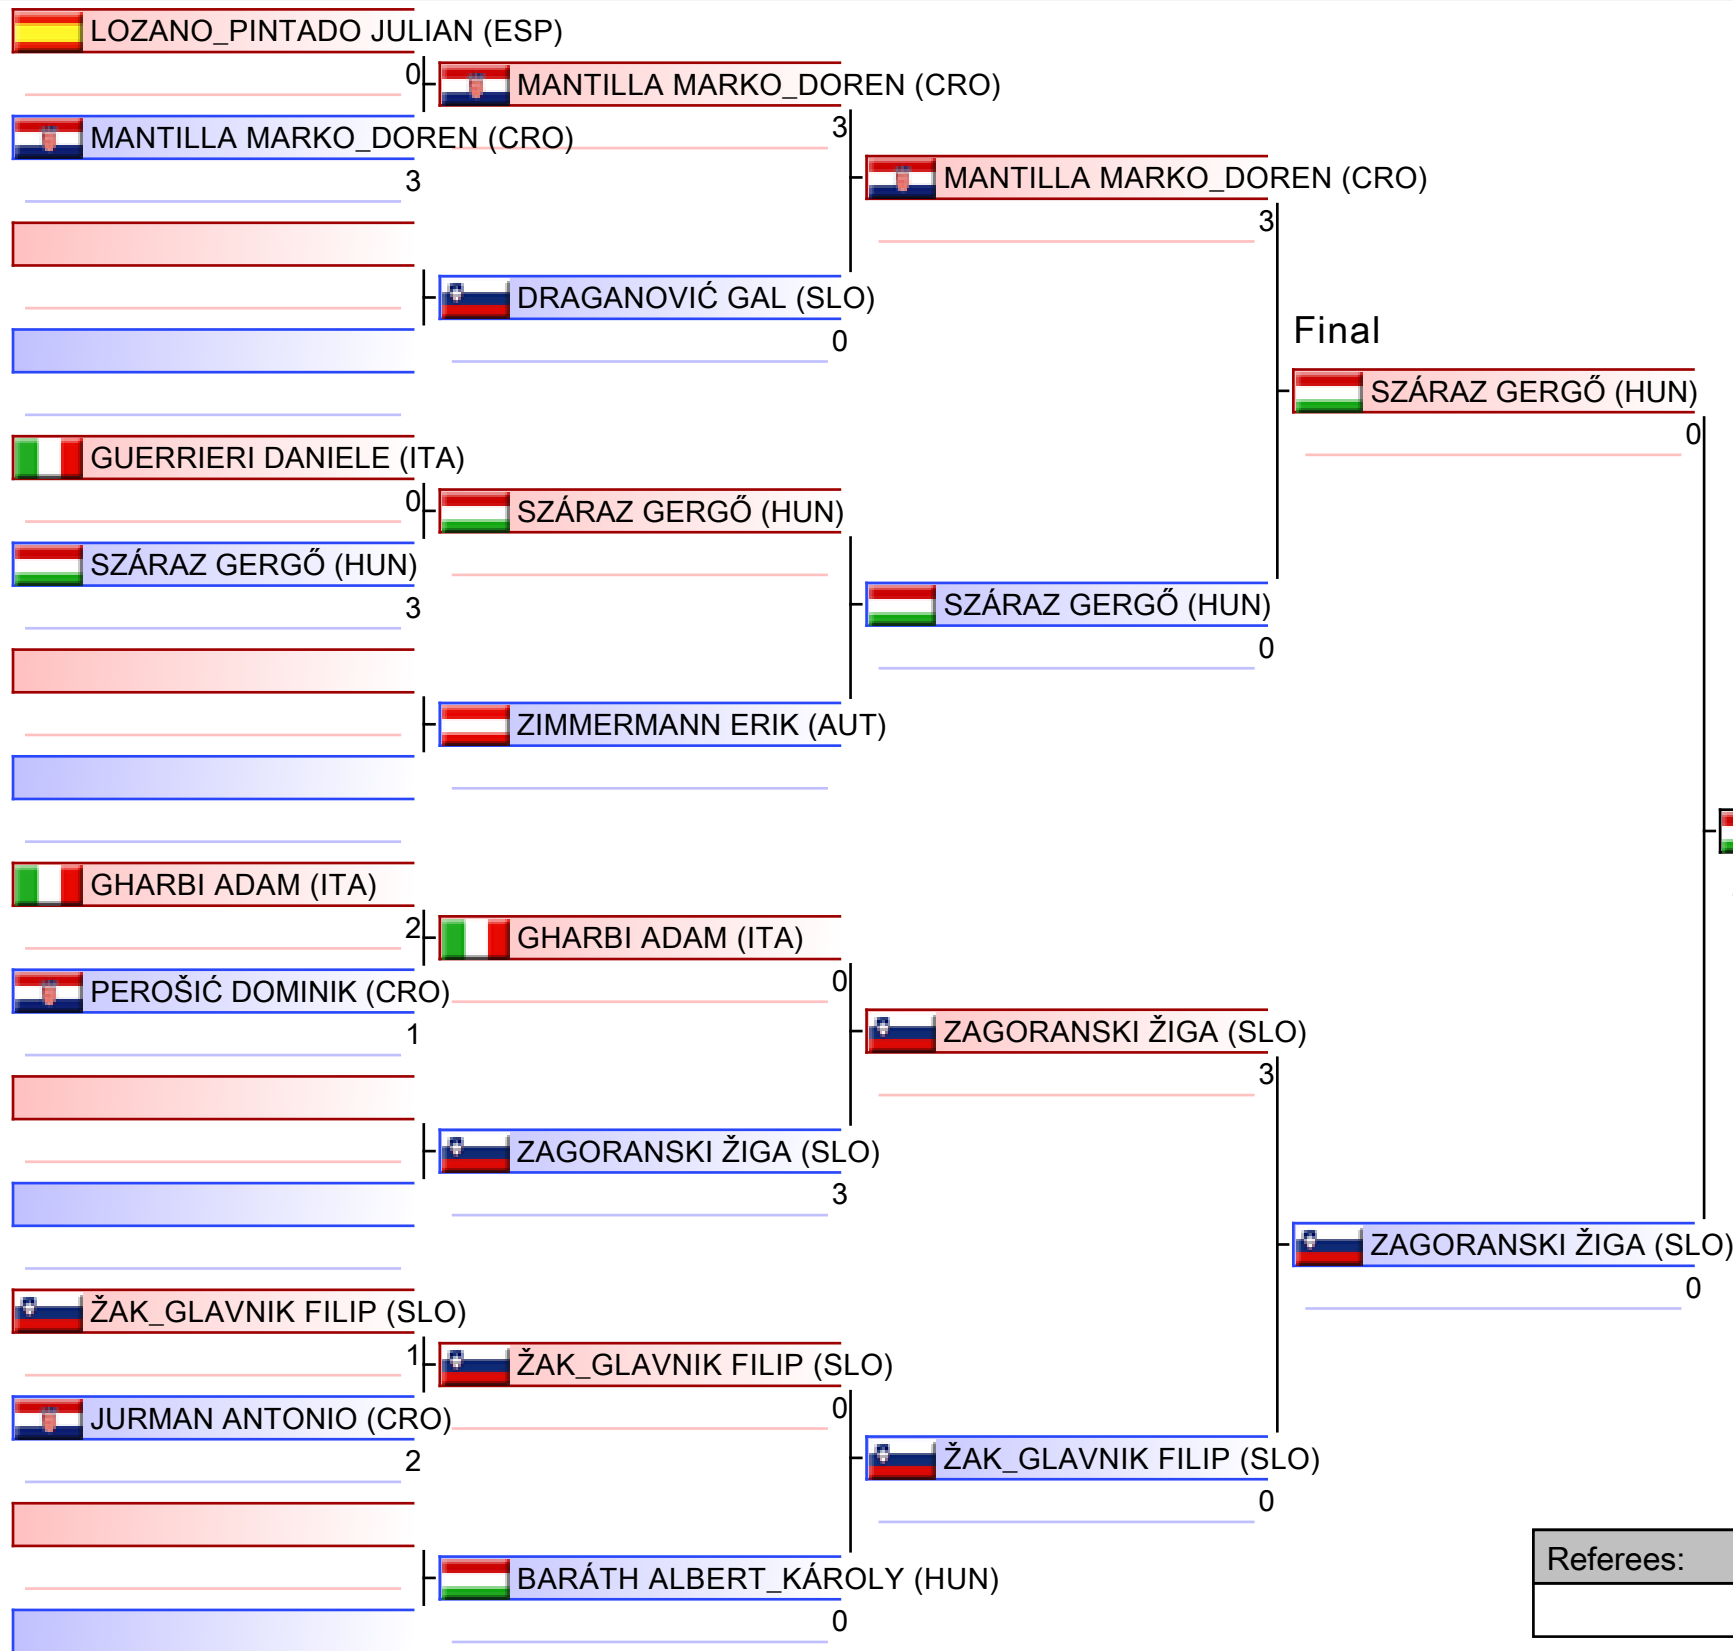 LOZANO_PINTADO JULIAN (ESP)
0
MANTILLA MARKO_DOREN (CRO)
3
GUERRIERI DANIELE (ITA)
0
SZÁRAZ GERGŐ (HUN)
3
GHARBI ADAM (ITA)
2
PEROŠIĆ DOMINIK (CRO)
1
ŽAK_GLAVNIK FILIP (SLO)
1
JURMAN ANTONIO (CRO)
2
MANTILLA MARKO_DOREN (CRO)
3
DRAGANOVIĆ GAL (SLO)
0
SZÁRAZ GERGŐ (HUN)
ZIMMERMANN ERIK (AUT)
GHARBI ADAM (ITA)
0
ZAGORANSKI ŽIGA (SLO)
3
ŽAK_GLAVNIK FILIP (SLO)
0
BARÁTH ALBERT_KÁROLY (HUN)
0
MANTILLA MARKO_DOREN (CRO)
3
SZÁRAZ GERGŐ (HUN)
0
ZAGORANSKI ŽIGA (SLO)
3
ŽAK_GLAVNIK FILIP (SLO)
0
Final
SZÁRAZ GERGŐ (HUN)
0
ZAGORANSKI ŽIGA (SLO)
0
Referees: